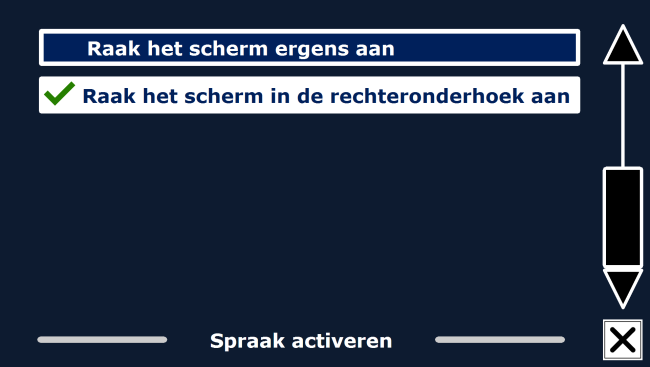 Raak het scherm ergens aan
Raak het scherm in de rechteronderhoek aan
Spraak activeren